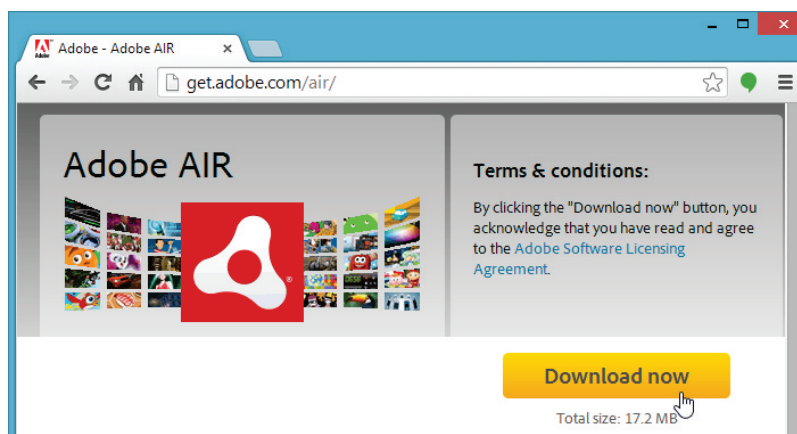 Adobe - Adobe AIR
get.adobe.com/air/
Adobe AIR
Terms & conditions:
By clicking the "Download now" button, you
acknowledge that you have read and agree
to the Adobe Software Licensing
Agreement.
Download now
Total size: 17.2 MB